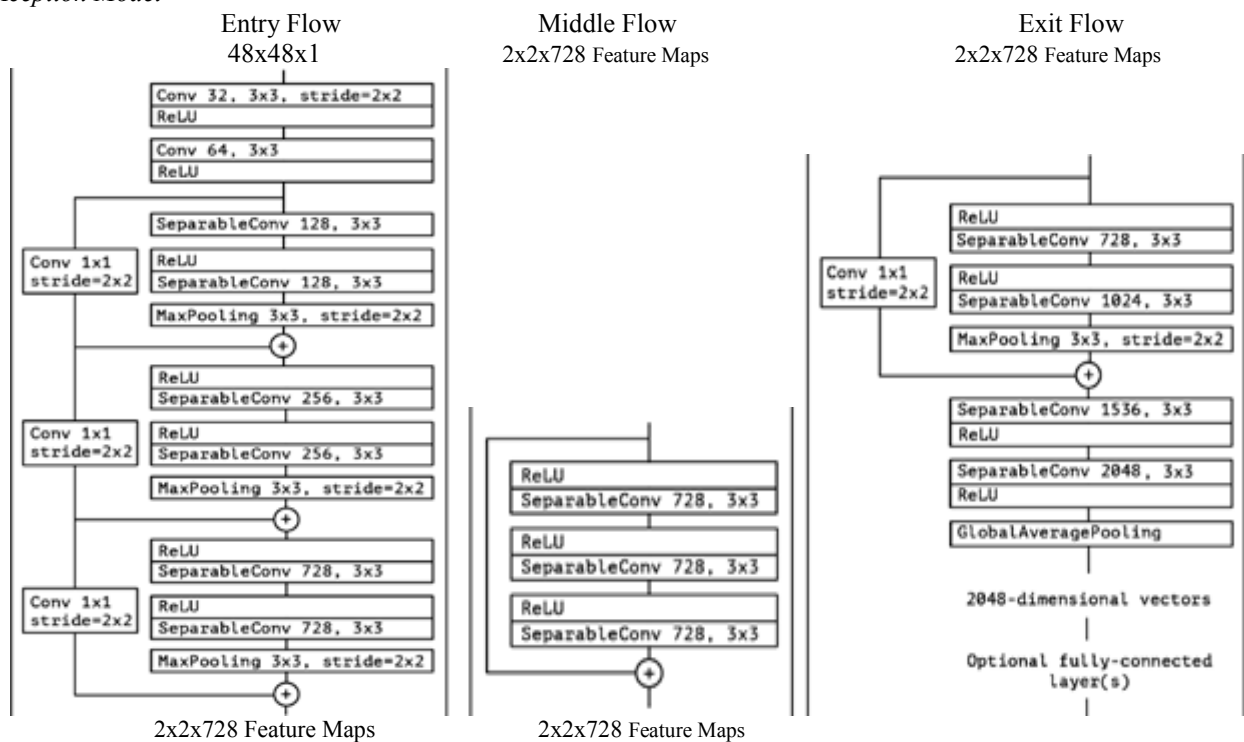 Entry Flow
48x48x1
Conv 32, 3x3, stride=2x2
ReLU
Conv 64, 3x3
ReLU
SeparableConv 128, 3x3
Conv 1x1
stride=2x2
ReLU
SeparableConv 128, 3x3
MaxPooling 3x3, stride=2x2
+
ReLU
SeparableConv 256, 3x3
Conv 1x1
stride=2x2
ReLU
SeparableConv 256, 3x3
MaxPooling 3x3, stride=2x2
+
ReLU
SeparableConv 728, 3x3
Conv 1x1
stride=2x2
ReLU
SeparableConv 728, 3x3
MaxPooling 3x3, stride=2x2
+
2x2x728 Feature Maps
Middle Flow
2x2x728 Feature Maps
ReLU
SeparableConv 728, 3x3
ReLU
SeparableConv 728, 3x3
ReLU
SeparableConv 728, 3x3
+
2x2x728 Feature Maps
Exit Flow
2x2x728 Feature Maps
ReLU
SeparableConv 728, 3x3
Conv 1x1
stride=2x2
ReLU
SeparableConv 1024, 3x3
MaxPooling 3x3, stride=2x2
+
SeparableConv 1536, 3x3
ReLU
SeparableConv 2048, 3x3
ReLU
GlobalAveragePooling
2048-dimensional vectors
Optional fully-connected
layer(s)